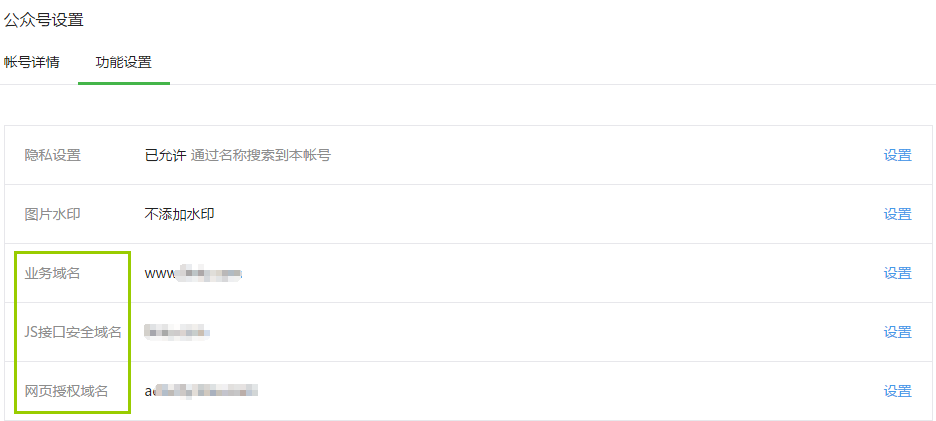 公众号设置
帐号详情 功能设置
隐私设置 已允许 通过名称搜索到本帐号 设置
图片水印 不添加水印 设置
业务域名 www 设置
JS接口安全域名 设置
网页授权域名 设置